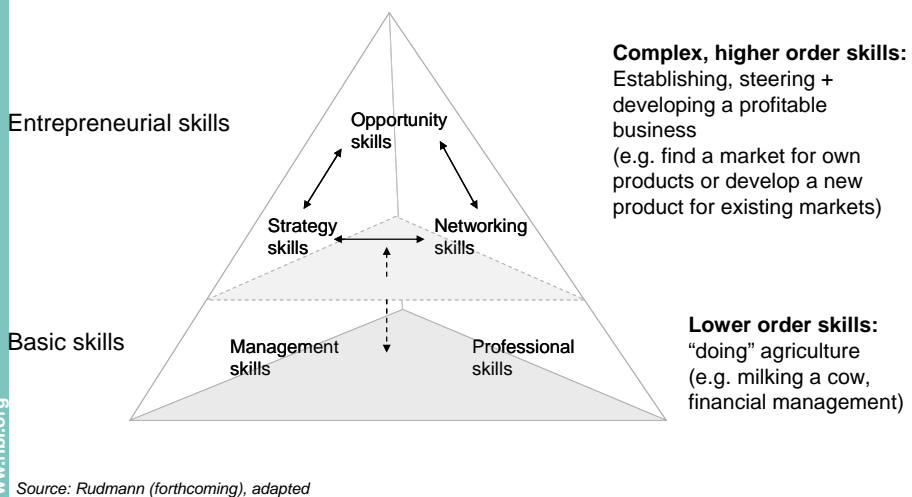 Entrepreneurial skills
Opportunity
skills
Strategy
skills
Networking
skills
Complex, higher order skills:
Establishing, steering +
developing a profitable
business
(e.g. find a market for own
products or develop a new
product for existing markets)
Basic skills
Management
skills
Professional
skills
Lower order skills:
“doing” agriculture
(e.g. milking a cow,
financial management)
Source: Rudmann (forthcoming), adapted